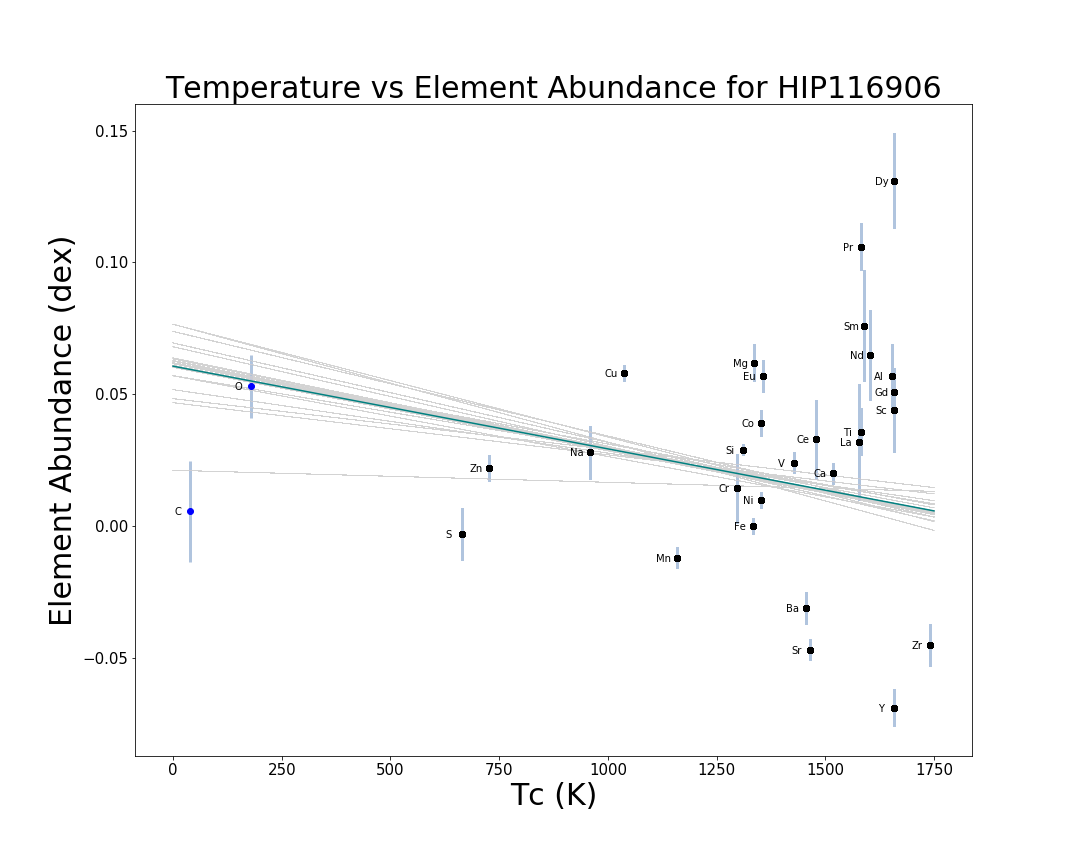 Temperature vs Element Abundance for HIP116906
Element Abundance (dex)
0.15
0.10
0.05
0.00
−0.05
Dy
Pr
Sm
Nd
Mg
Eu
Al
Cu
Gd
O
Sc
Co
Ti
Ce
La
Si
Na
V
Zn
Ca
Cr
Ni
C
Fe
S
Mn
Ba
Zr
Sr
Y
0 250 500 750 1000 1250 1500 1750
Tc (K)